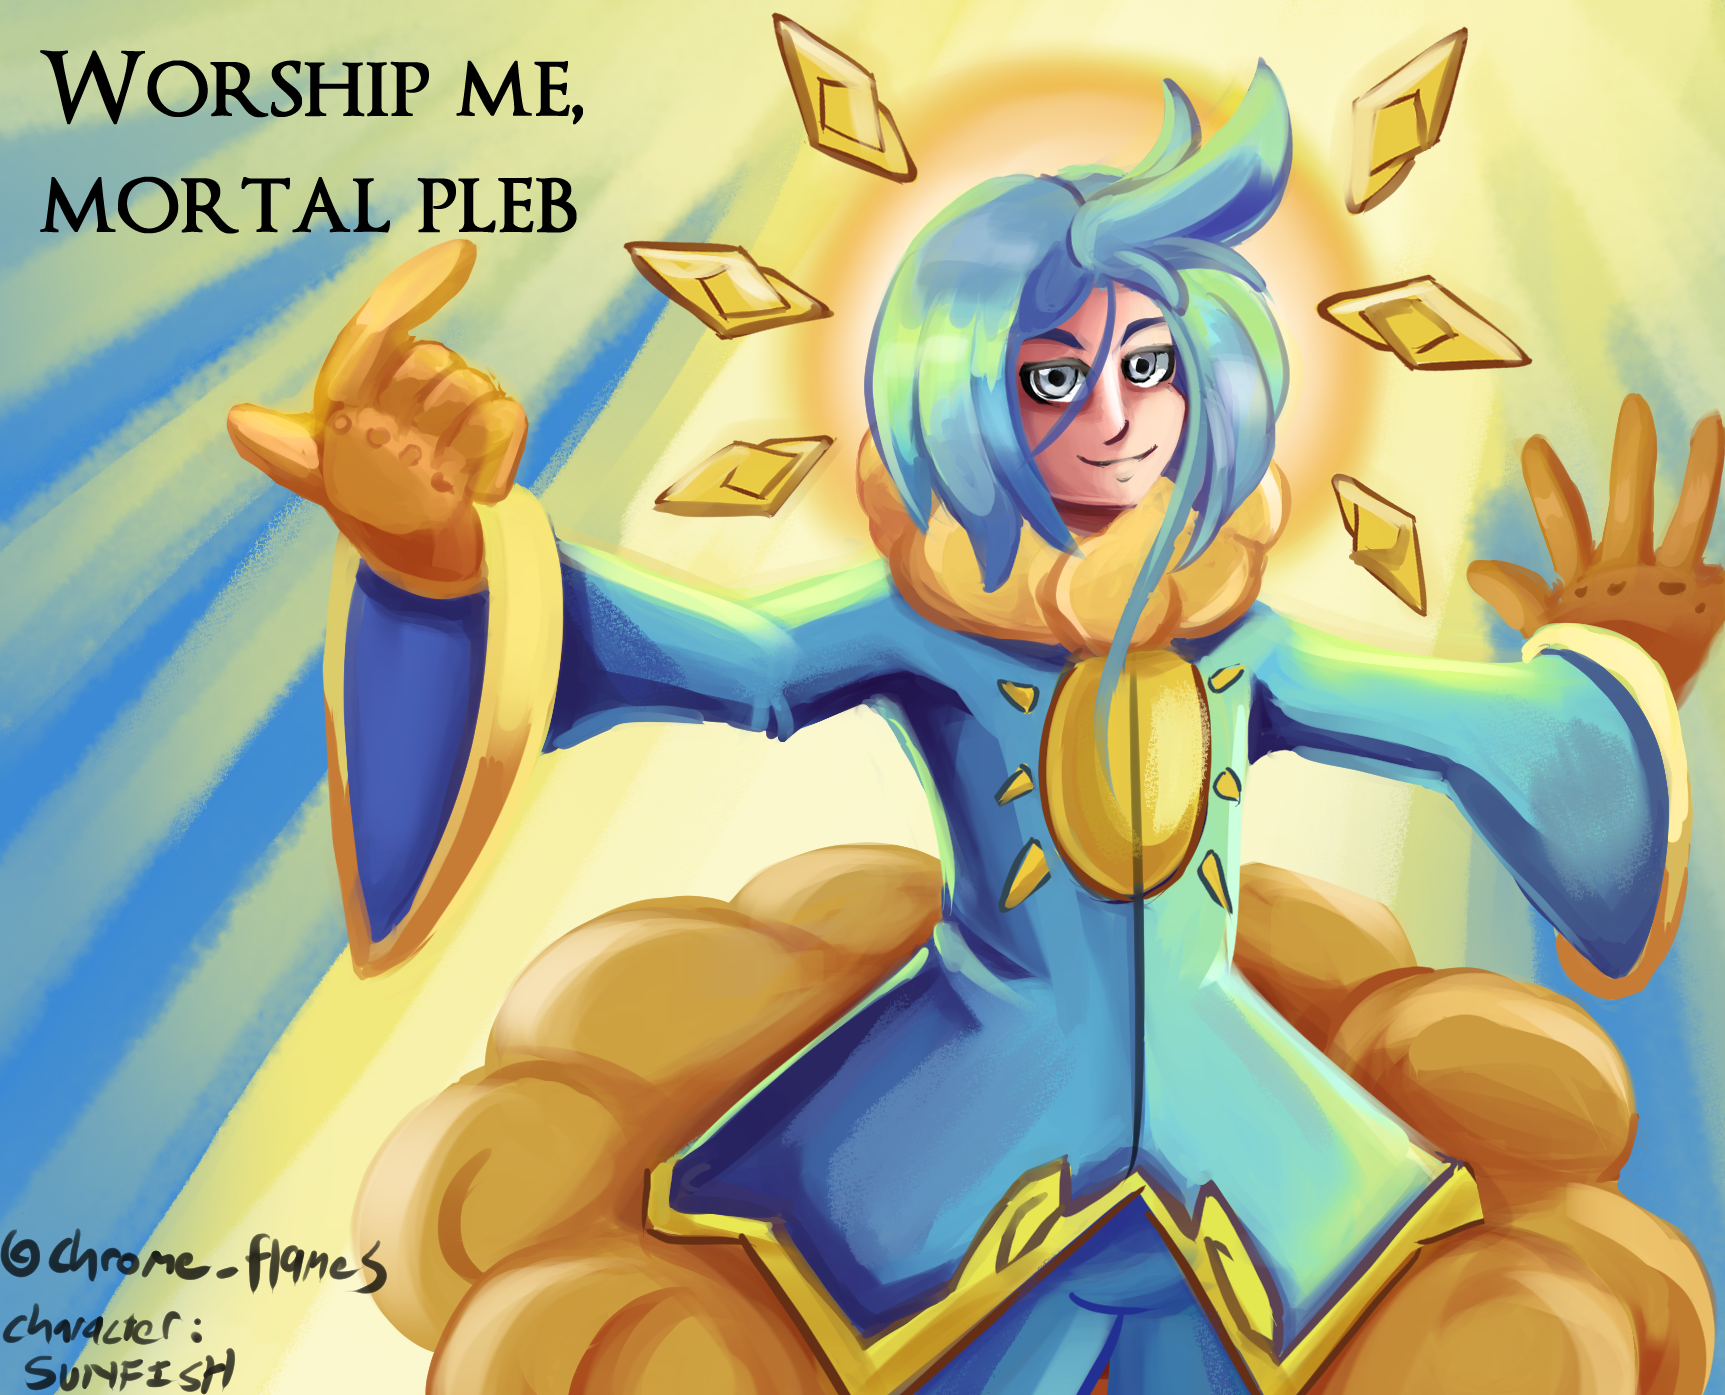 WORSHIP ME,
MORTAL PLEB
@chrome_flames
character:
SUNFISH